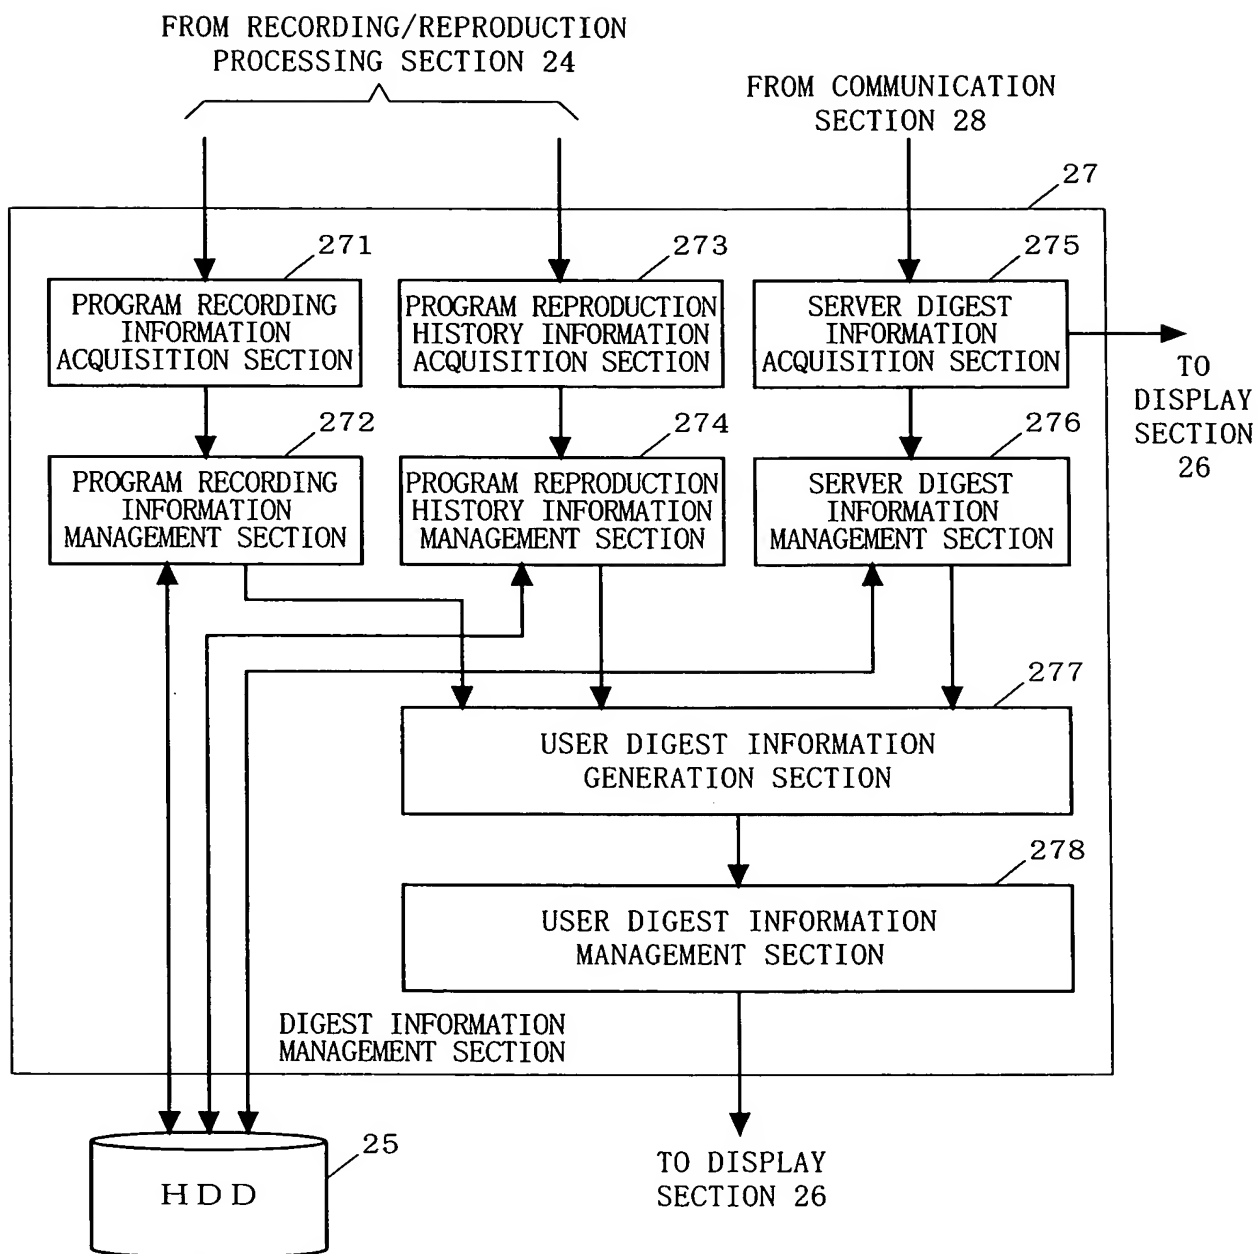 FROM RECORDING/REPRODUCTION
PROCESSING SECTION 24
FROM COMMUNICATION
SECTION 28
27
271
273
275
PROGRAM RECORDING
INFORMATION
ACQUISITION SECTION
PROGRAM REPRODUCTION
HISTORY INFORMATION
ACQUISITION SECTION
SERVER DIGEST
INFORMATION
ACQUISITION SECTION
TO
DISPLAY
SECTION
26
272
274
276
PROGRAM RECORDING
INFORMATION
MANAGEMENT SECTION
PROGRAM REPRODUCTION
HISTORY INFORMATION
MANAGEMENT SECTION
SERVER DIGEST
INFORMATION
MANAGEMENT SECTION
277
USER DIGEST INFORMATION
GENERATION SECTION
278
USER DIGEST INFORMATION
MANAGEMENT SECTION
DIGEST INFORMATION
MANAGEMENT SECTION
25
HDD
TO DISPLAY
SECTION 26